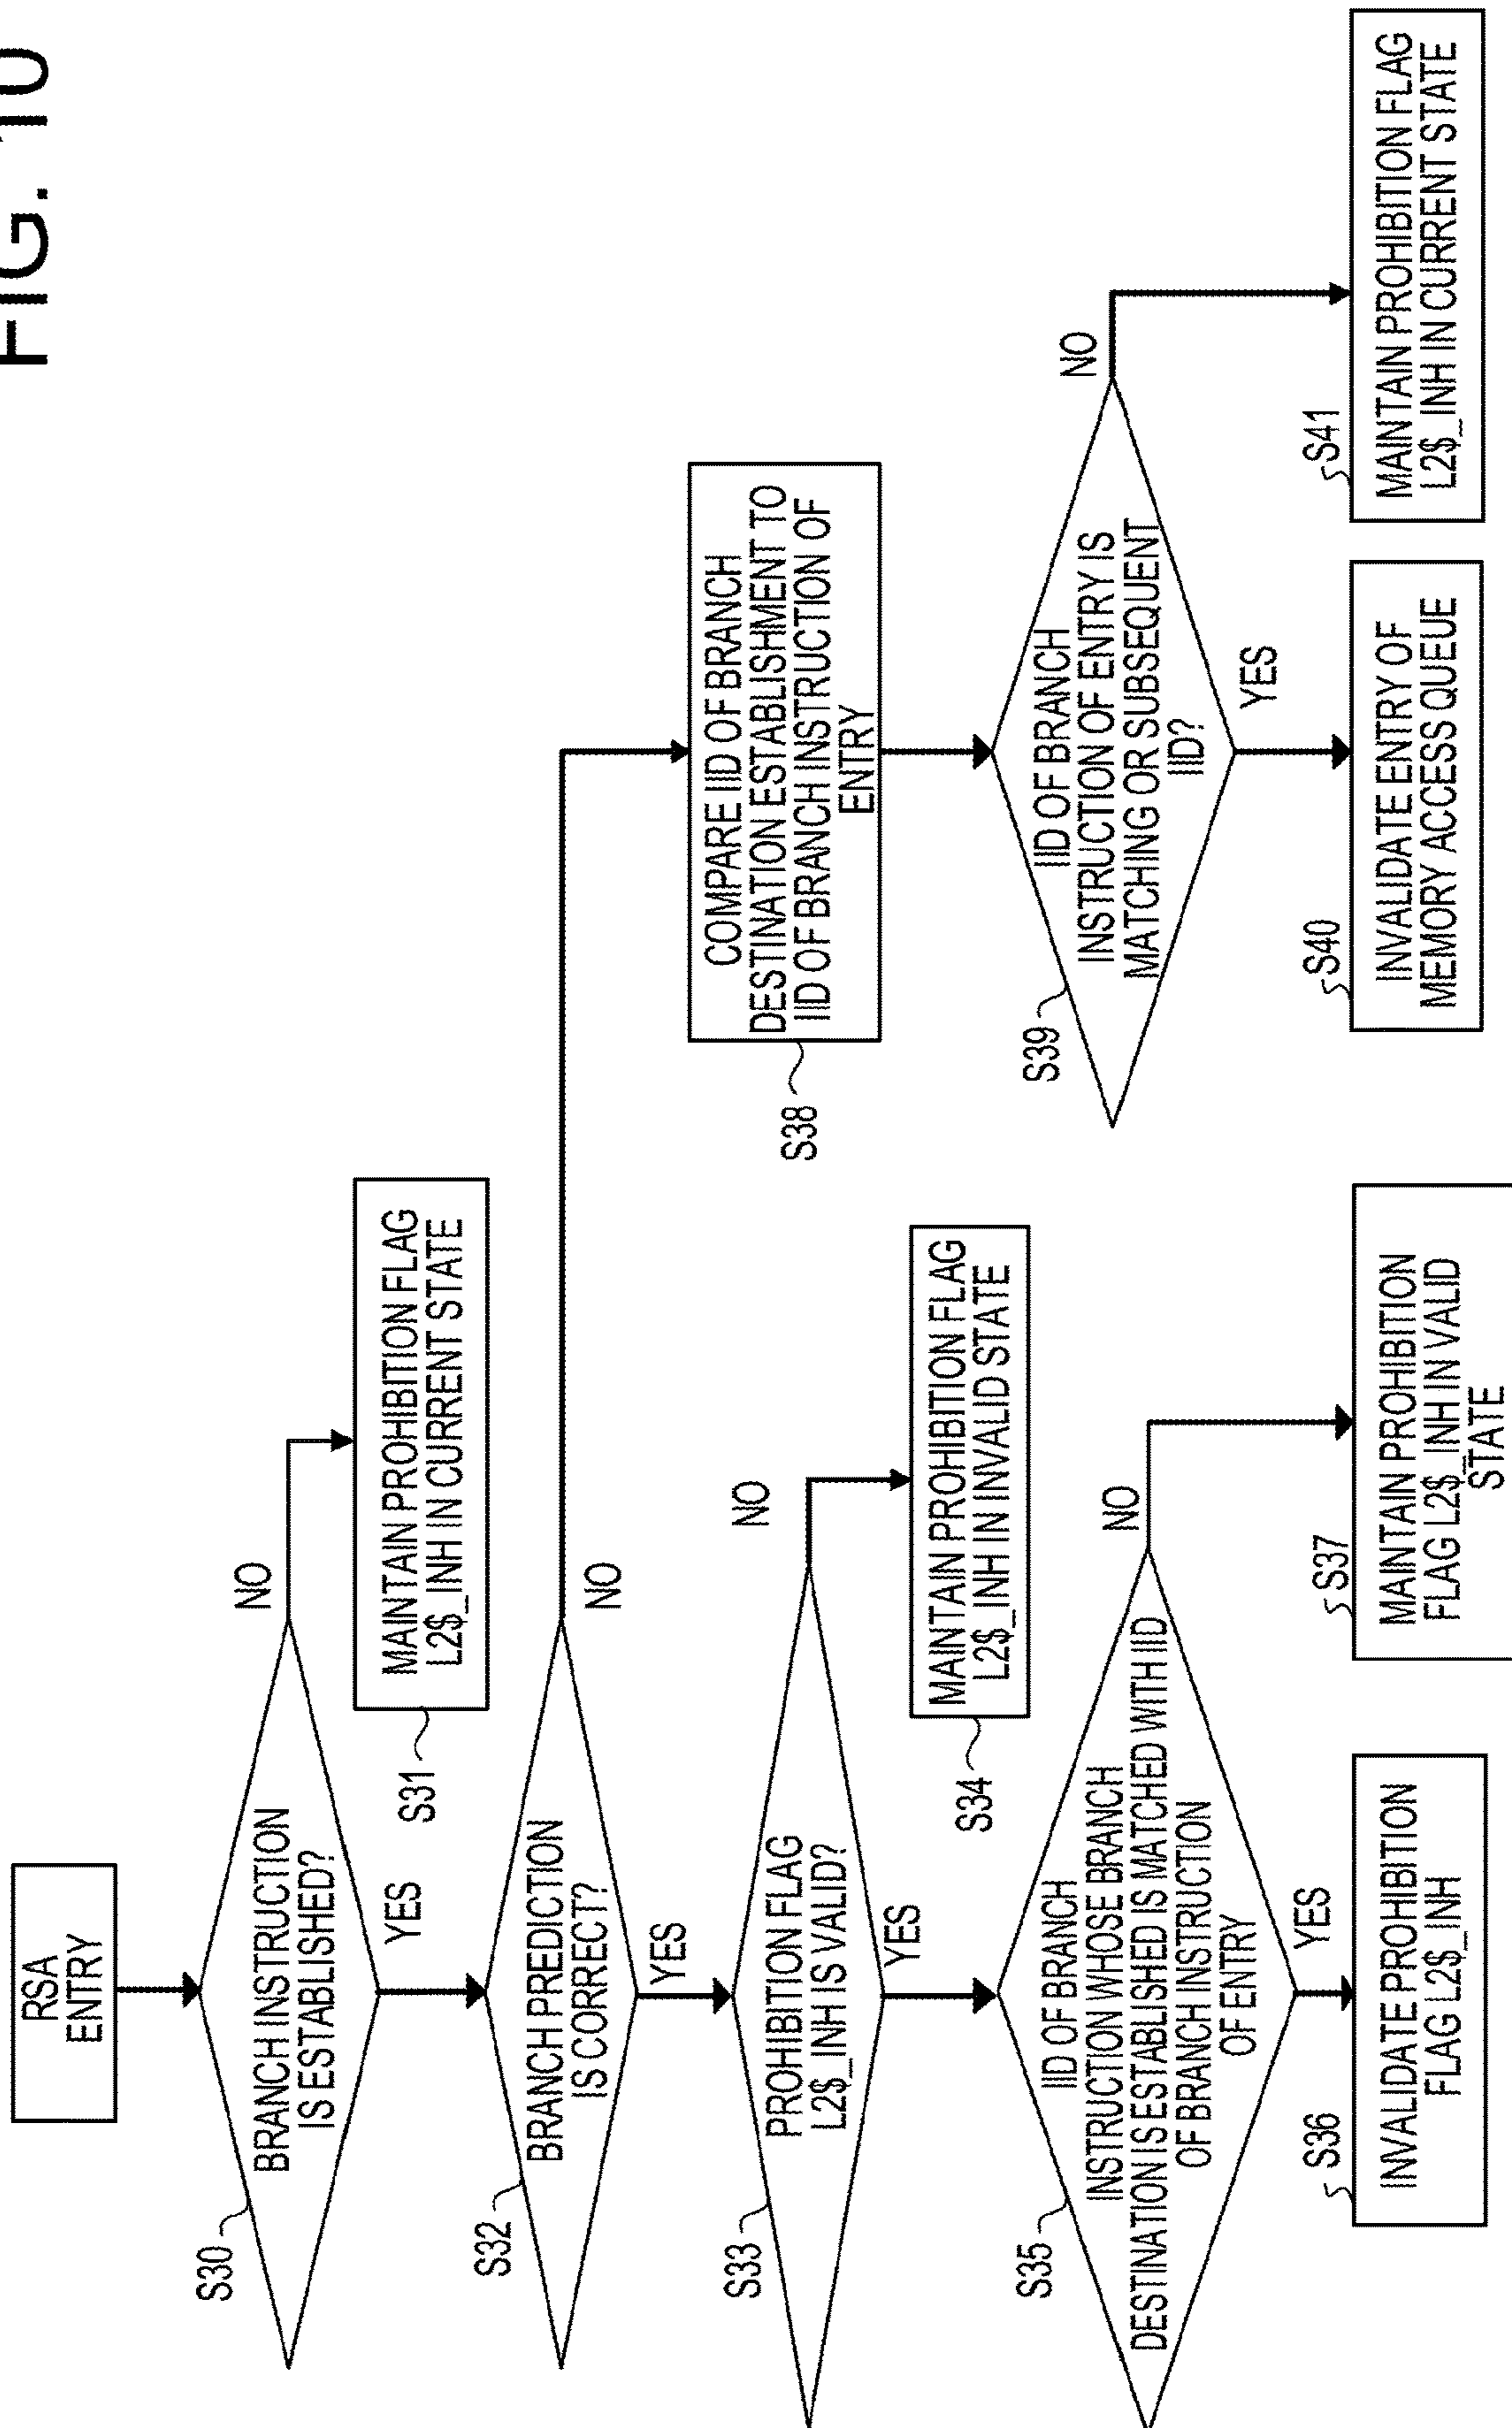 FIG. 10
RSA
ENTRY
S30
BRANCH INSTRUCTION
IS ESTABLISHED?
NO
YES
S31
MAINTAIN PROHIBITION FLAG
L2$_INH IN CURRENT STATE
S32
BRANCH PREDICTION
IS CORRECT?
NO
YES
S33
PROHIBITION FLAG
L2$_INH IS VALID?
NO
YES
S34
MAINTAIN PROHIBITION FLAG
L2$_INH IN INVALID STATE
S35
IID OF BRANCH
INSTRUCTION WHOSE BRANCH
DESTINATION IS ESTABLISHED IS MATCHED WITH IID
OF BRANCH INSTRUCTION
OF ENTRY
NO
YES
S36
INVALIDATE PROHIBITION
FLAG L2$_INH
S37
MAINTAIN PROHIBITION
FLAG L2$_INH IN VALID
STATE
S38
COMPARE IID OF BRANCH
DESTINATION ESTABLISHMENT TO
IID OF BRANCH INSTRUCTION OF
ENTRY
S39
IID OF BRANCH
INSTRUCTION OF ENTRY IS
MATCHING OR SUBSEQUENT
IID?
NO
YES
S40
INVALIDATE ENTRY OF
MEMORY ACCESS QUEUE
S41
MAINTAIN PROHIBITION FLAG
L2$_INH IN CURRENT STATE